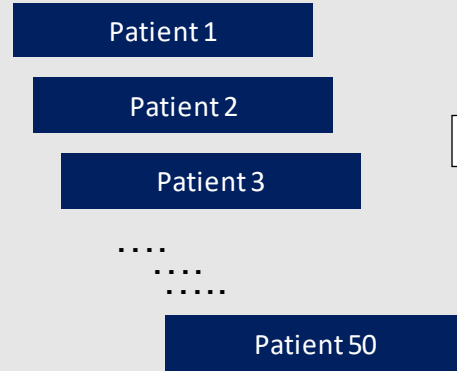 Patient 1
Patient 2
Patient 3
....
....
.....
Patient 50